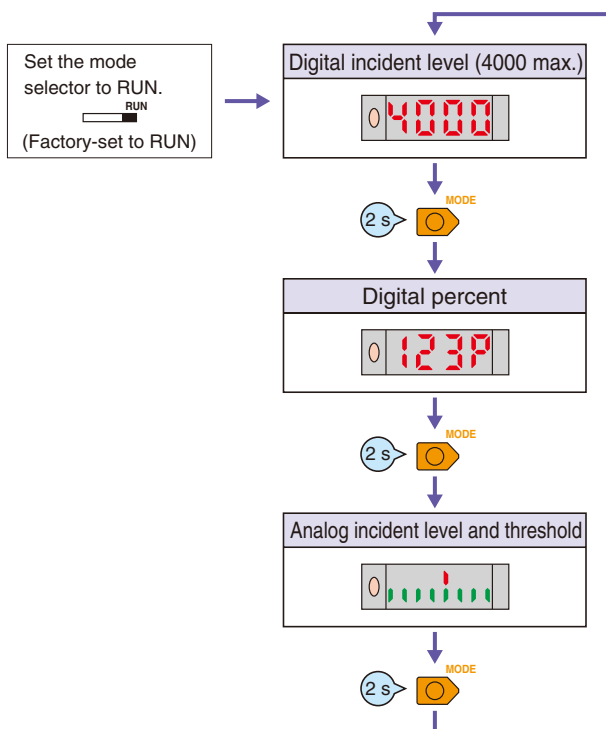 Set the mode
selector to RUN.
RUN
(Factory-set to RUN)
Digital incident level (4000 max.)
4000
2 s
MODE
Digital percent
123P
2 s
MODE
Analog incident level and threshold
2 s
MODE